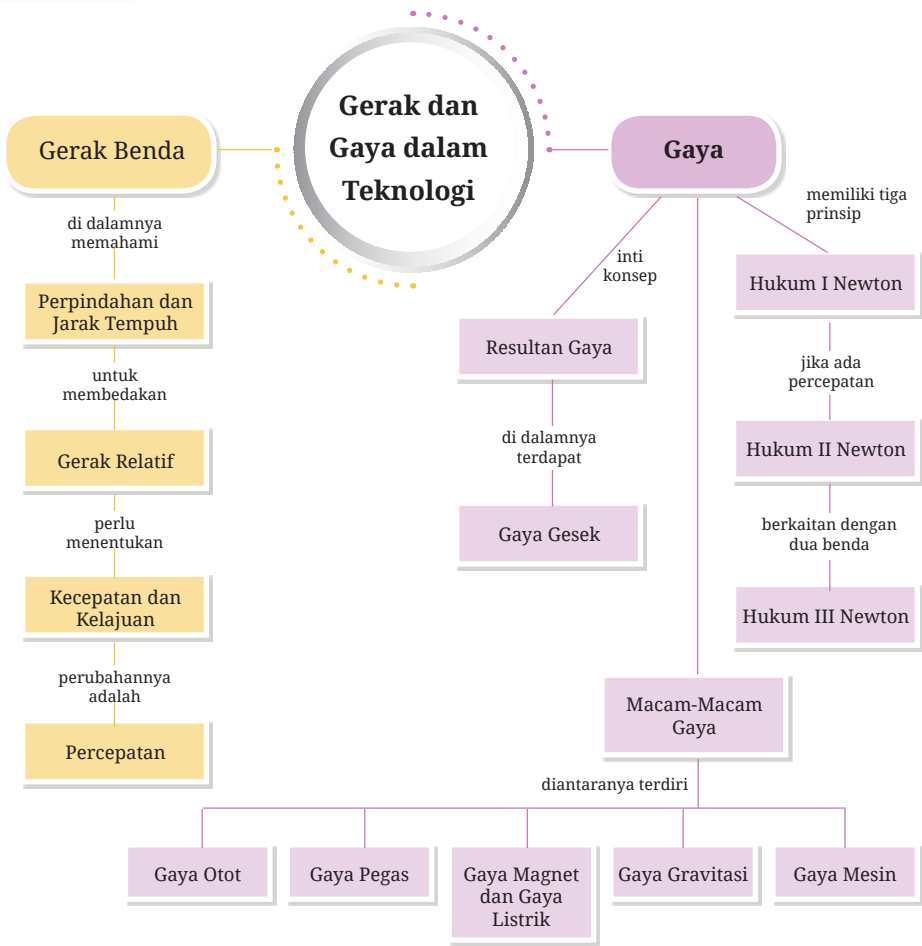 Gerak dan
Gaya dalam
Teknologi
Gerak Benda
di dalamnya
memahami
Perpindahan dan
Jarak Tempuh
untuk
membedakan
Gerak Relatif
perlu
menentukan
Kecepatan dan
Kelajuan
perubahannya
adalah
Percepatan
Gaya
inti
konsep
Resultan Gaya
di dalamnya
terdapat
Gaya Gesek
memiliki tiga
prinsip
Hukum I Newton
jika ada
percepatan
Hukum II Newton
berkaitan dengan
dua benda
Hukum III Newton
Macam-Macam
Gaya
diantaranya terdiri
Gaya Otot
Gaya Pegas
Gaya Magnet
dan Gaya
Listrik
Gaya Gravitasi
Gaya Mesin